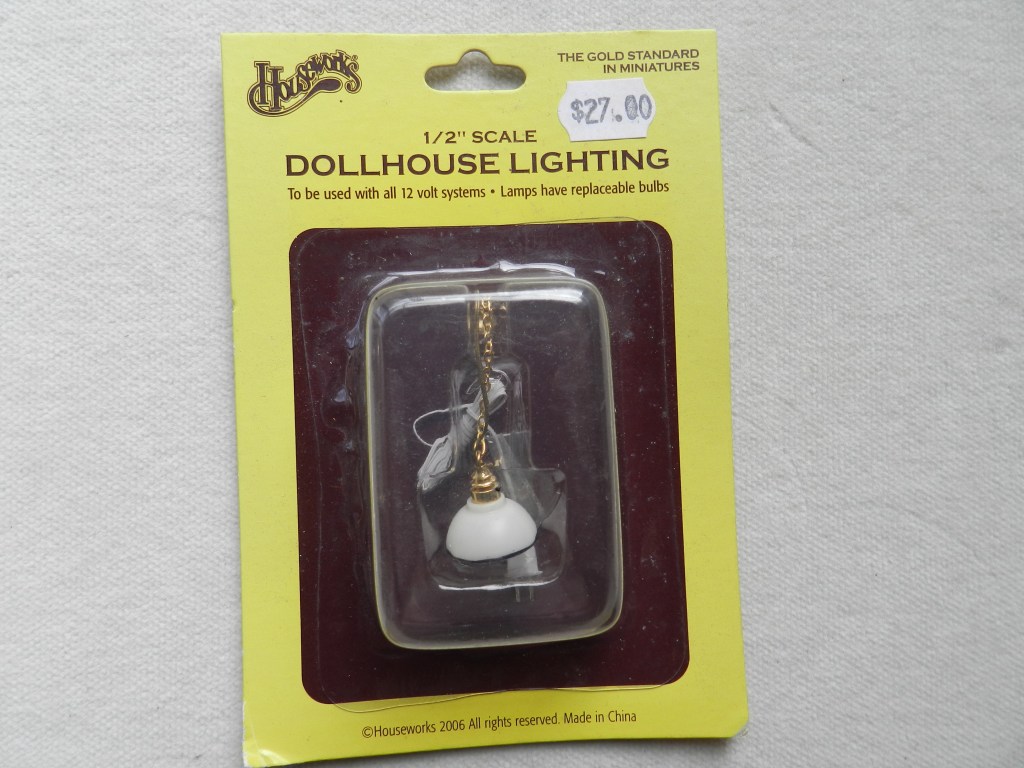 Houseworks®
THE GOLD STANDARD
IN MINIATURES
$27.00
1/2" SCALE
DOLLHOUSE LIGHTING
To be used with all 12 volt systems • Lamps have replaceable bulbs
©Houseworks 2006 All rights reserved. Made in China